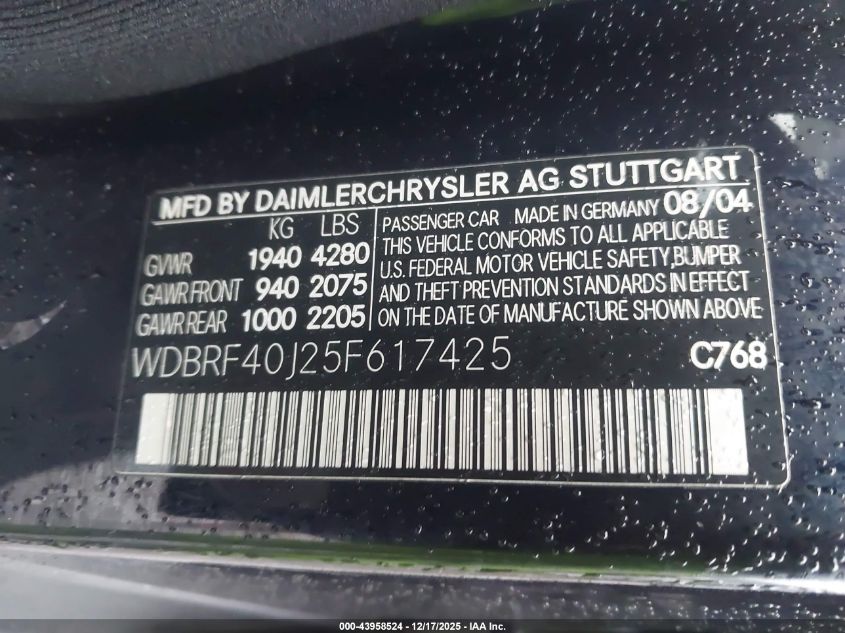 MFD BY DAIMLERCHRYSLER AG STUTTGART
KG LBS
GVWR 1940 4280
GAWR FRONT 940 2075
GAWR REAR 1000 2205
PASSENGER CAR MADE IN GERMANY 08/04
THIS VEHICLE CONFORMS TO ALL APPLICABLE
U.S. FEDERAL MOTOR VEHICLE SAFETY,BUMPER
AND THEFT PREVENTION STANDARDS IN EFFECT
ON THE DATE OF MANUFACTURE SHOWN ABOVE
WDBRF40J25F617425 C768
000-43958524 - 12/17/2025 - IAA Inc.